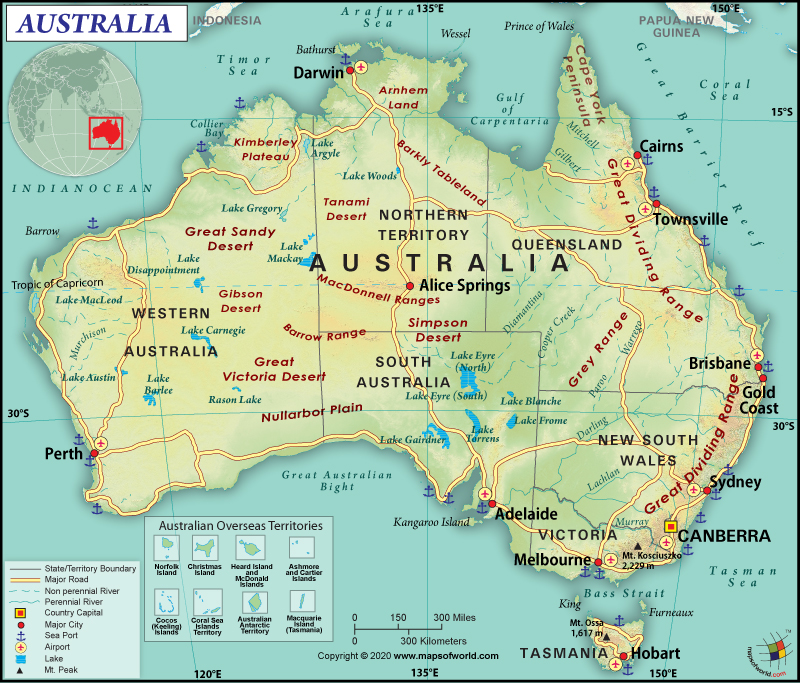 AUSTRALIA
INDONESIA
Arafura
Sea
135°E
150°E
PAPUA NEW
GUINEA
Wessel
Prince of Wales
Bathurst
Timor
Sea
Darwin
Arnhem
Land
Gulf
of
Carpentaria
Cape York
Peninsula
Great Barrier Reef
Coral
Sea
15°S
Collier
Bay
Kimberley
Plateau
Lake
Argyle
Mitchell
Gilbert
Cairns
INDIAN OCEAN
Lake Woods
Barkly Tableland
Great Dividing Range
Townsville
Lake Gregory
Tanami
Desert
NORTHERN
TERRITORY
QUEENSLAND
Barrow
Great Sandy
Desert
Lake
Mackay
AUSTRALIA
Lake
Disappointment
Tropic of Capricorn
Lake MacLeod
MacDonnell Ranges
Alice Springs
Gibson
Desert
WESTERN
AUSTRALIA
Murchison
Lake Carnegie
Barrow Range
Simpson
Desert
Diamantina
Cooper Creek
Grey Range
Warrego
Paroo
Great
Victoria Desert
SOUTH
AUSTRALIA
Lake Eyre
(North)
Lake Eyre (South)
Brisbane
Gold
Coast
Lake Austin
Lake
Barlee
Rason Lake
Nullarbor Plain
Lake Blanche
Lake Frome
Lake
Torrens
Lake Gairdner
30°S
30°S
Darling
NEW SOUTH
WALES
Great Dividing Range
Perth
Lachlan
Sydney
Great Australian
Bight
Kangaroo Island
Adelaide
Murray
CANBERRA
VICTORIA
Mt. Kosciuszko
2,229 m
Melbourne
Tasman
Sea
Bass Strait
King
Furneaux
Mt. Ossa
1,617 m
TASMANIA
Hobart
Australian Overseas Territories
Norfolk
Island
Christmas
Island
Heard Island
and
McDonald
Islands
Ashmore
and Cartier
Islands
Cocos
(Keeling)
Islands
Coral Sea
Islands
Territory
Australian
Antarctic
Territory
Macquarie
Island
(Tasmania)
State/Territory Boundary
Major Road
Non perennial River
Perennial River
Country Capital
Major City
Sea Port
Airport
Lake
Mt. Peak
0 150 300 Miles
0 300 Kilometers
Copyright © 2020 www.mapsofworld.com
120°E
135°E
150°E
mapsofworld.com
TM